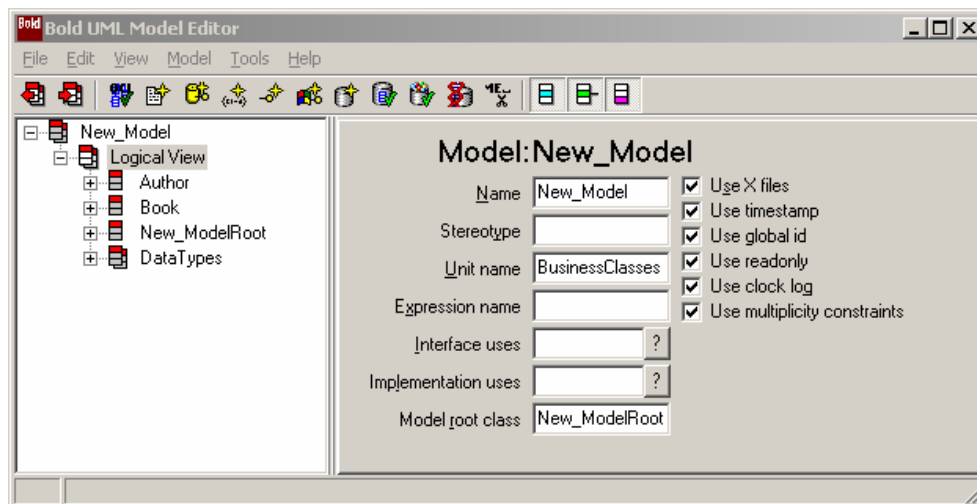 Bold Bold UML Model Editor
File Edit View Model Tools Help
New_Model
Logical View
Author
Book
New_ModelRoot
DataTypes
Model:New_Model
Name New_Model
Stereotype
Unit name BusinessClasses
Expression name
Interface uses ?
Implementation uses ?
Model root class New_ModelRoot
Use X files
Use timestamp
Use global id
Use readonly
Use clock log
Use multiplicity constraints